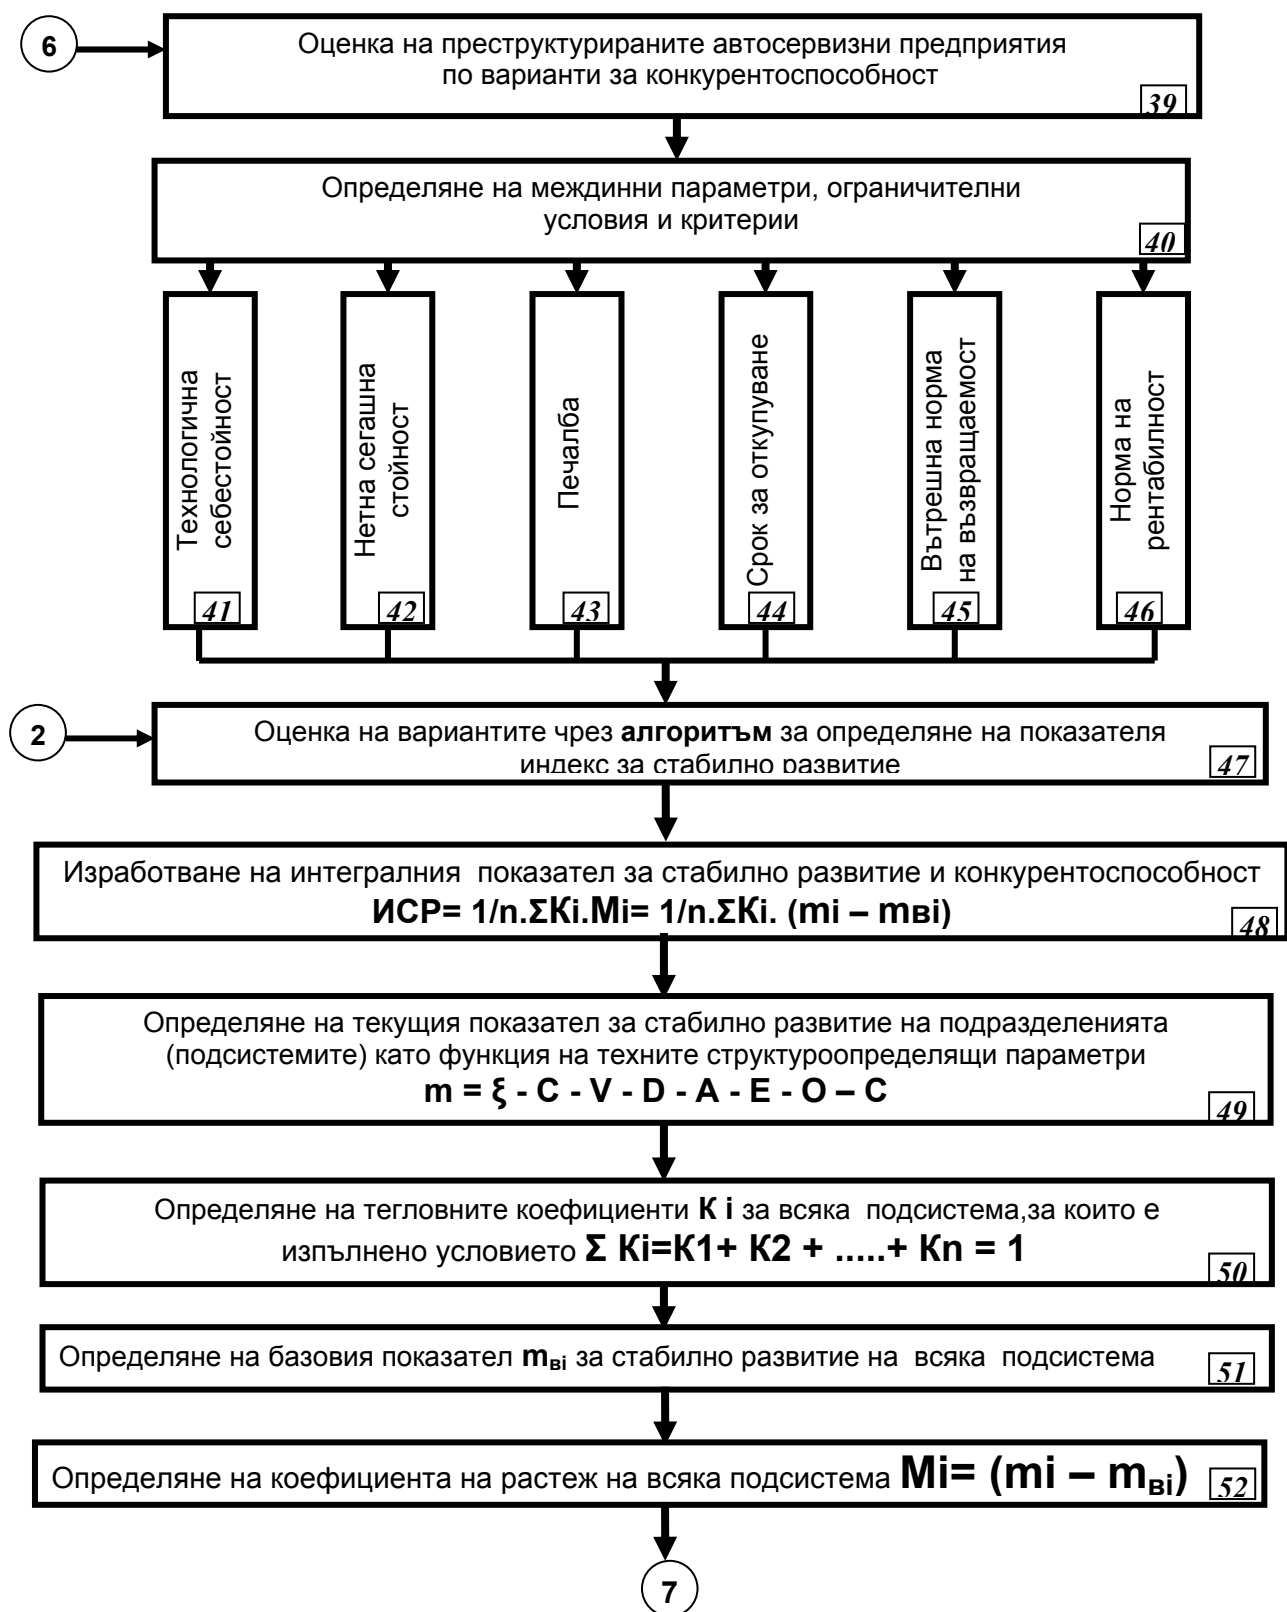 6
Оценка на преструктурираните автосервизни предприятия
по варианти за конкурентоспособност
39
Определяне на междинни параметри, ограничителни
условия и критерии
40
Технологична
себестойност
41
Нетна сегашна
стойност
42
Печалба
43
Срок за откупуване
44
Вътрешна норма
на възвращаемост
45
Норма на
рентабилност
46
2
Оценка на вариантите чрез алгоритъм за определяне на показателя
индекс за стабилно развитие
47
Изработване на интегралния показател за стабилно развитие и конкурентоспособност
ИСР= 1/n.ΣКi.Мi= 1/n.ΣКi. (mi – mвi)
48
Определяне на текущия показател за стабилно развитие на подразделенията
(подсистемите) като функция на техните структуроопределящи параметри
m = ξ - C - V - D - A - E - O – C
49
Определяне на тегловните коефициенти К i за всяка подсистема,за които е
изпълнено условието Σ Кi=К1+ К2 + .....+ Кn = 1
50
Определяне на базовия показател mвi за стабилно развитие на всяка подсистема
51
Определяне на коефициента на растеж на всяка подсистема Мi= (mi – mвi)
52
7